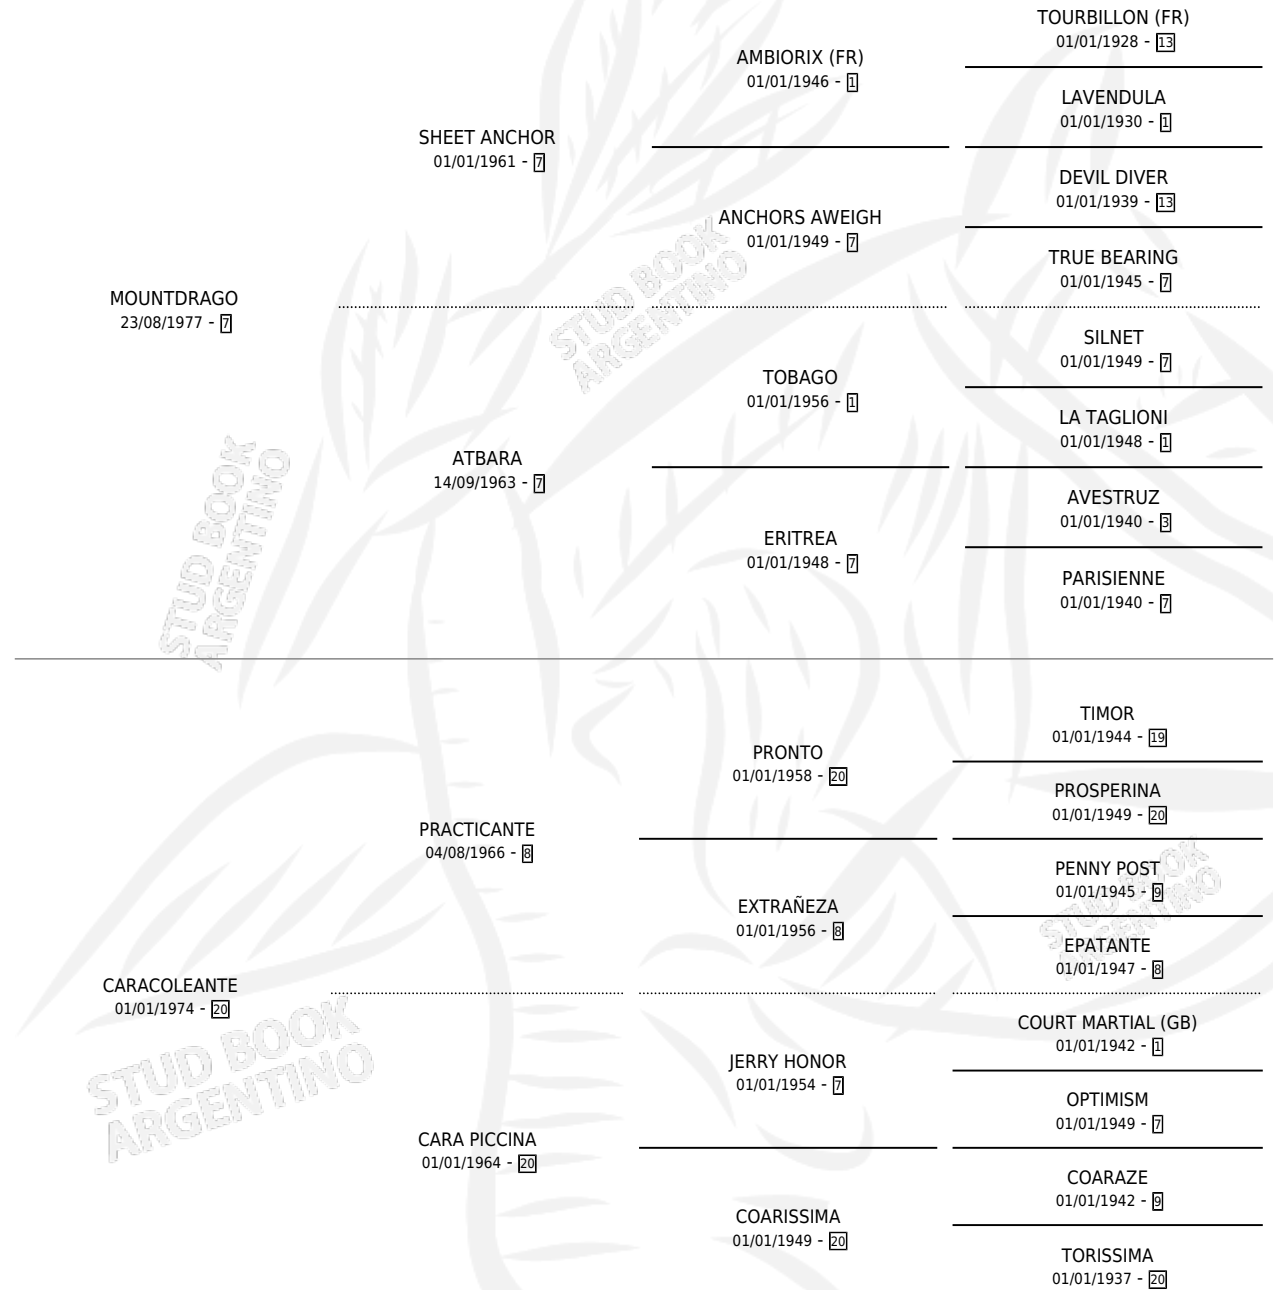 TOURBILLON (FR)
01/01/1928 - 13
AMBIORIX (FR)
01/01/1946 - 1
LAVENDULA
01/01/1930 - 1
SHEET ANCHOR
01/01/1961 - 7
DEVIL DIVER
01/01/1939 - 13
ANCHORS AWEIGH
01/01/1949 - 7
TRUE BEARING
01/01/1945 - 7
MOUNTDRAGO
23/08/1977 - 7
STUD BOOK
ARGENTINO
SILNET
01/01/1949 - 7
TOBAGO
01/01/1956 - 1
LA TAGLIONI
01/01/1948 - 1
ATBARA
14/09/1963 - 7
AVESTRUZ
01/01/1940 - 3
ERITREA
01/01/1948 - 7
PARISIENNE
01/01/1940 - 7
STUD BOOK
ARGENTINO
TIMOR
01/01/1944 - 19
PRONTO
01/01/1958 - 20
PROSPERINA
01/01/1949 - 20
PRACTICANTE
04/08/1966 - 8
PENNY POST
01/01/1945 - 9
EXTRAÑEZA
01/01/1956 - 8
EPATANTE
01/01/1947 - 8
STUD BOOK
ARGENTINO
CARACOLEANTE
01/01/1974 - 20
COURT MARTIAL (GB)
01/01/1942 - 1
JERRY HONOR
01/01/1954 - 7
OPTIMISM
01/01/1949 - 7
STUD BOOK
ARGENTINO
CARA PICCINA
01/01/1964 - 20
COARAZE
01/01/1942 - 9
COARISSIMA
01/01/1949 - 20
TORISSIMA
01/01/1937 - 20